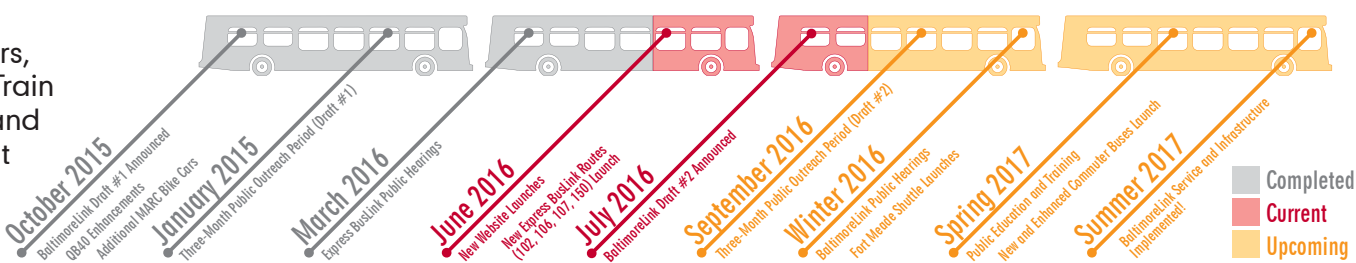 rs,
Train
and
t
October 2015
BaltimoreLink Draft #1 Announced
QB40 Enhancements
Additional MARC Bike Cars
January 2015
Three-Month Public Outreach Period (Draft #1)
March 2016
Express BusLink Public Hearings
June 2016
New Website Launches
New Express BusLink Routes
(102, 106, 107, 150) Launch
July 2016
BaltimoreLink Draft #2 Announced
September 2016
Three-Month Public Outreach Period (Draft #2)
Winter 2016
BaltimoreLink Public Hearings
Fort Meade Shuttle Launches
Spring 2017
Public Education and Training
New and Enhanced Commuter Buses Launch
Summer 2017
BaltimoreLink Service and Infrastructure
Implemented!
Completed
Current
Upcoming